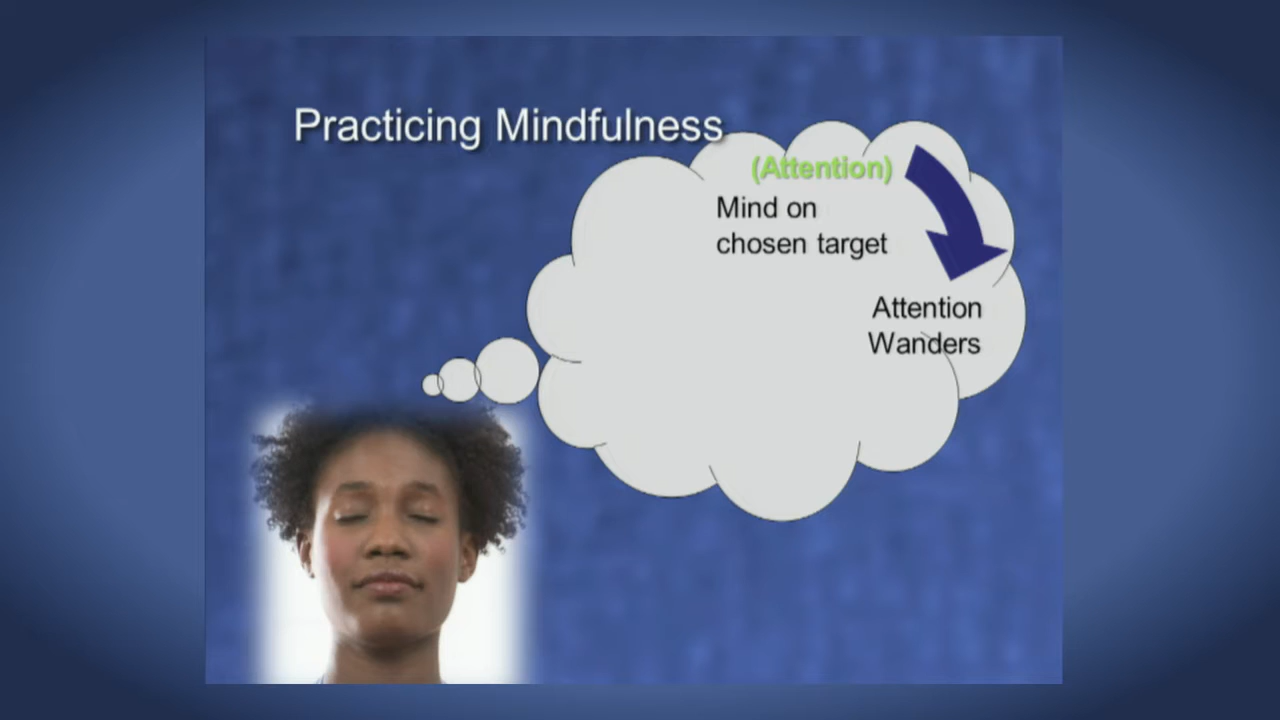 Practicing Mindfulness
(Attention)
Mind on
chosen target
Attention
Wanders